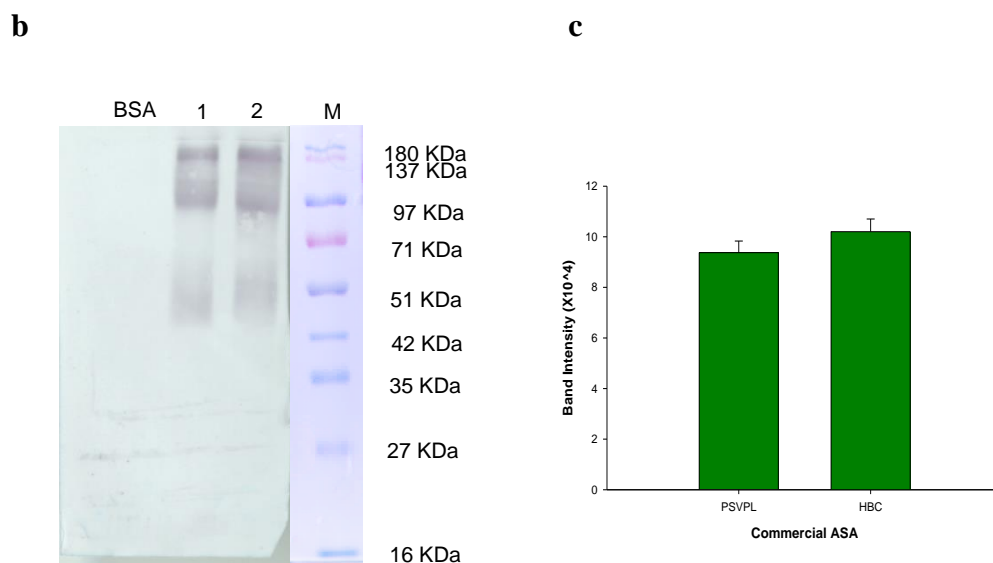 b
c
BSA 1 2 M
180 KDa
137 KDa
97 KDa
71 KDa
51 KDa
42 KDa
35 KDa
27 KDa
16 KDa
12
10
8
6
4
2
0
Band Intensity (X10^4)
PSVPL HBC
Commercial ASA